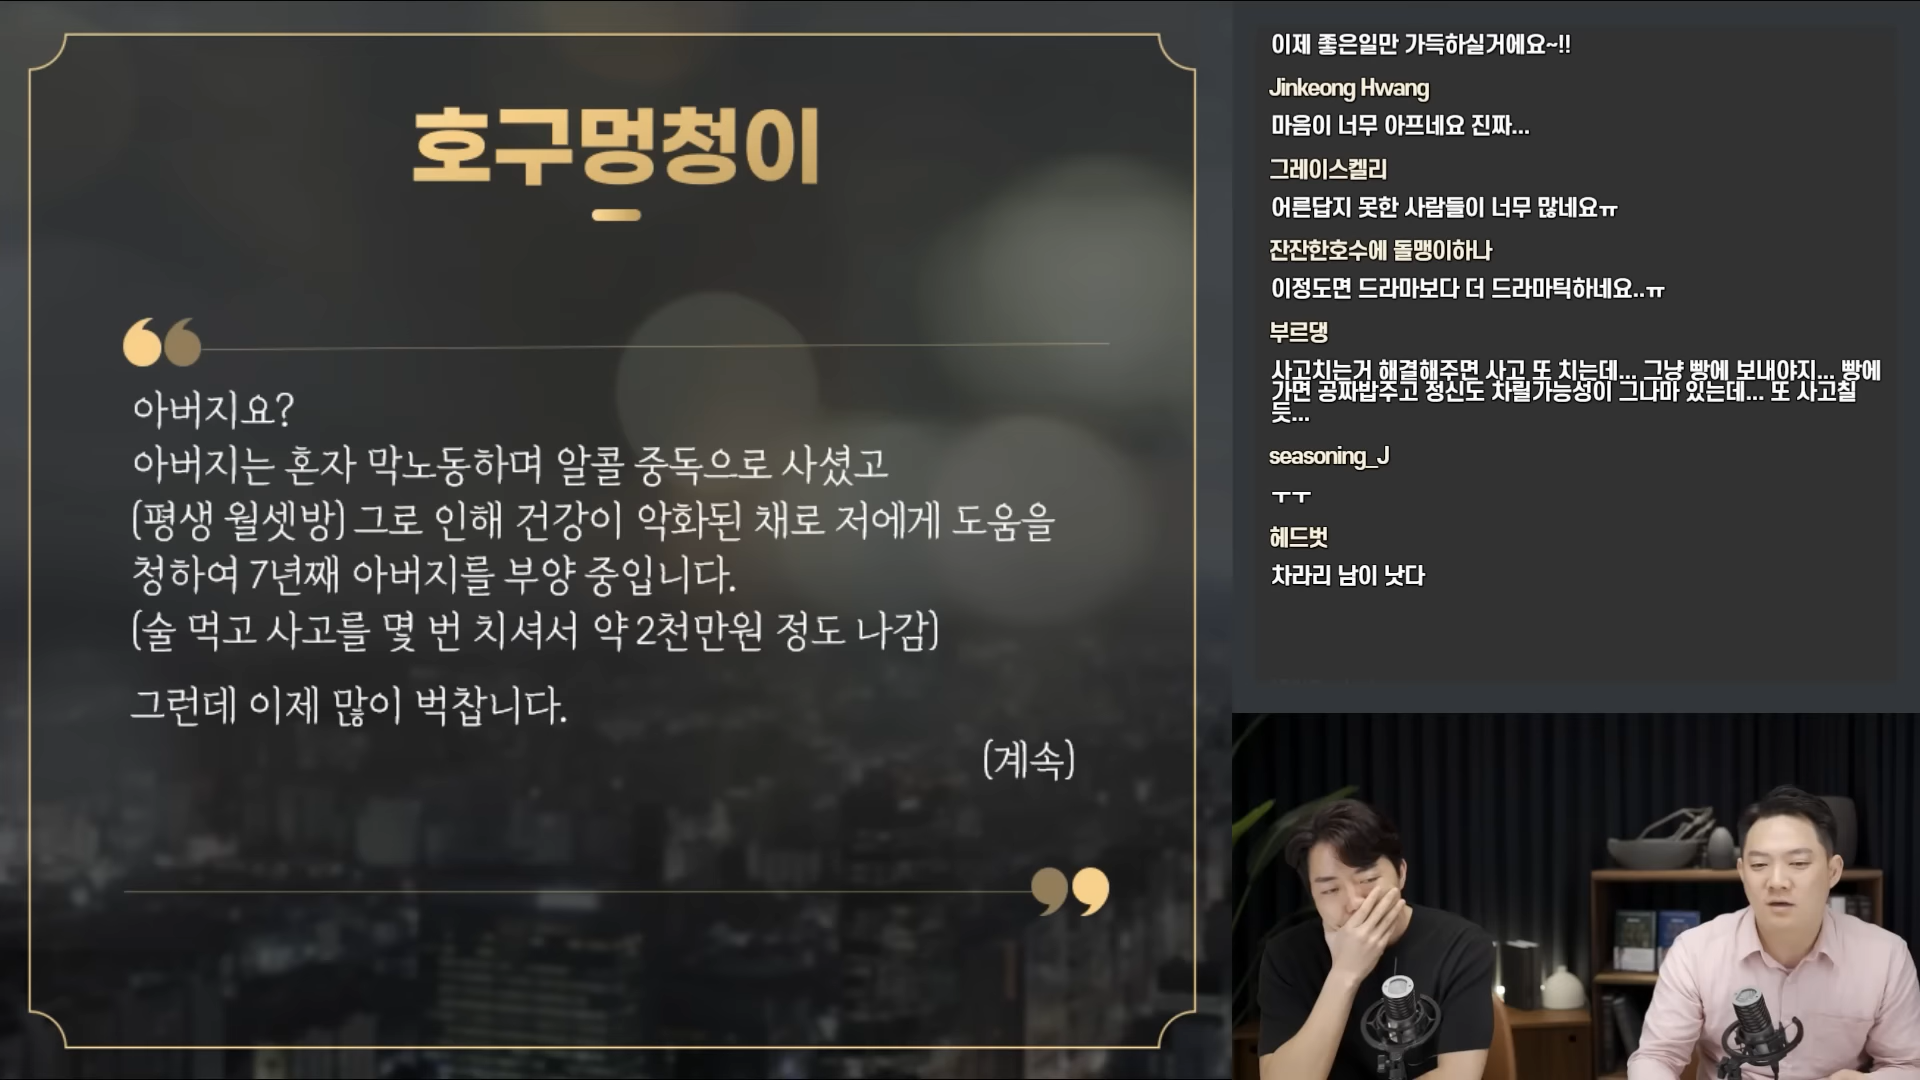 호구멍청이
아버지요?
아버지는 혼자 막노동하며 알콜 중독으로 사셨고
(평생 월셋방) 그로 인해 건강이 악화된 채로 저에게 도움을
청하여 7년째 아버지를 부양 중입니다.
(술 먹고 사고를 몇 번 치셔서 약 2천만원 정도 나감)
그런데 이제 많이 벅찹니다.
(계속)
이제 좋은일만 가득하실거에요~!!
Jinkeong Hwang
마음이 너무 아프네요 진짜...
그레이스켈리
어른답지 못한 사람들이 너무 많네요ㅠ
잔잔한호수에 돌맹이하나
이정도면 드라마보다 더 드라마틱하네요..ㅠ
부르댕
사고치는거 해결해주면 사고 또 치는데... 그냥 빵에 보내야지... 빵에
가면 공짜밥주고 정신도 차릴가능성이 그나마 있는데... 또 사고칠
듯...
seasoning_J
ㅜㅜ
헤드벗
차라리 남이 낫다